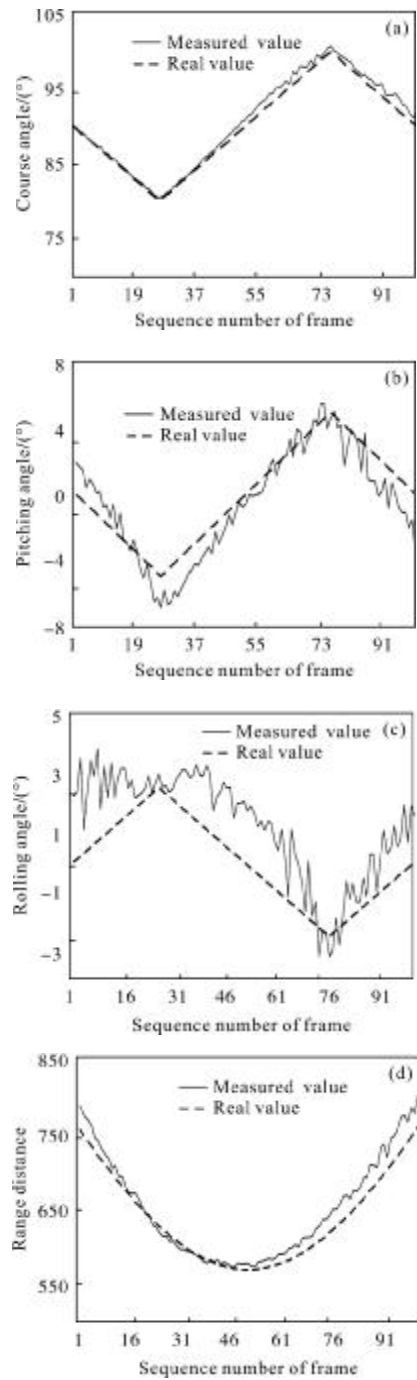 105
(a)
Measured value
Real value
95
85
75
Course angle/(°)
1 19 37 55 73 91
Sequence number of frame
8
(b)
Measured value
Real value
4
0
-4
-8
Pitching angle/(°)
1 19 37 55 73 91
Sequence number of frame
5
(c)
Measured value
Real value
3
1
-1
-3
Rolling angle/(°)
1 16 31 46 61 76 91
Sequence number of frame
850
(d)
Measured value
Real value
750
650
550
Range distance
1 16 31 46 61 76 91
Sequence number of frame